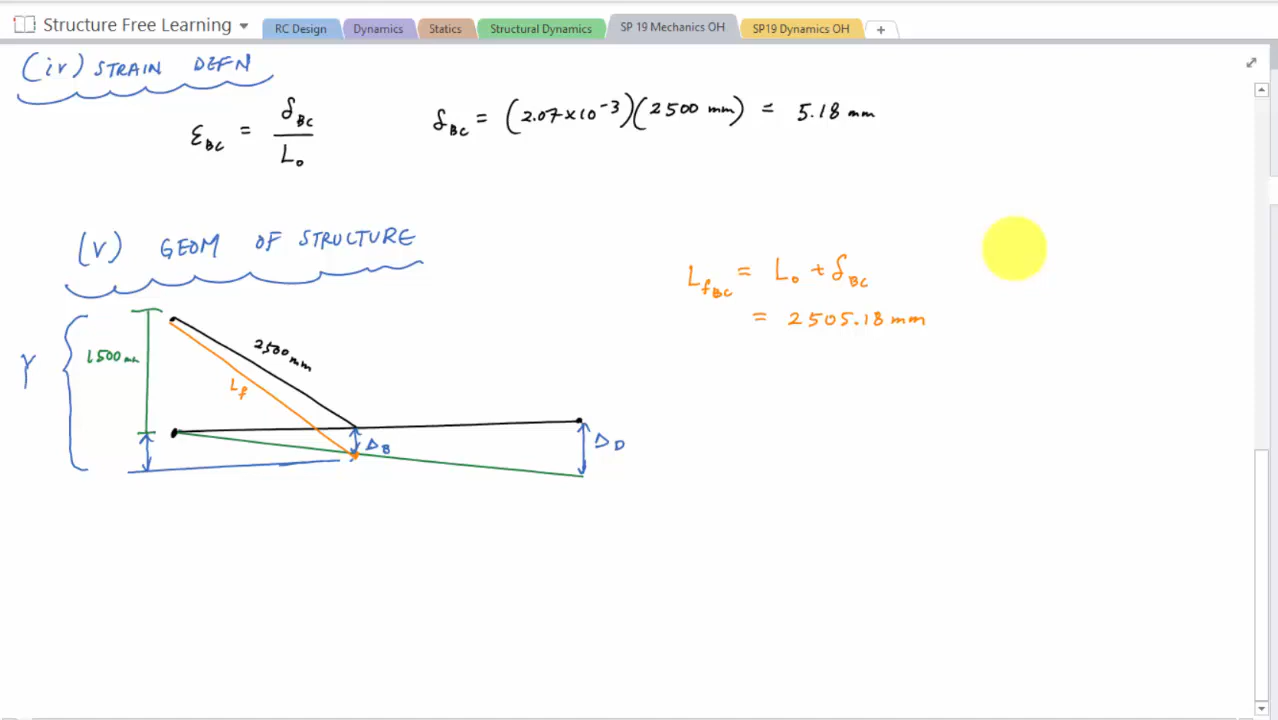 Structure Free Learning
RC Design Dynamics Statics Structural Dynamics SP 19 Mechanics OH SP19 Dynamics OH +
(iv) STRAIN DEFN
ε_BC = δ_BC / L_o
δ_BC = (2.07×10^-3)(2500 mm) = 5.18 mm
(V) GEOM OF STRUCTURE
L_fBC = L_o + δ_BC
= 2505.18 mm
1500 mm
2500 mm
L_f
γ
Δ_B
Δ_D